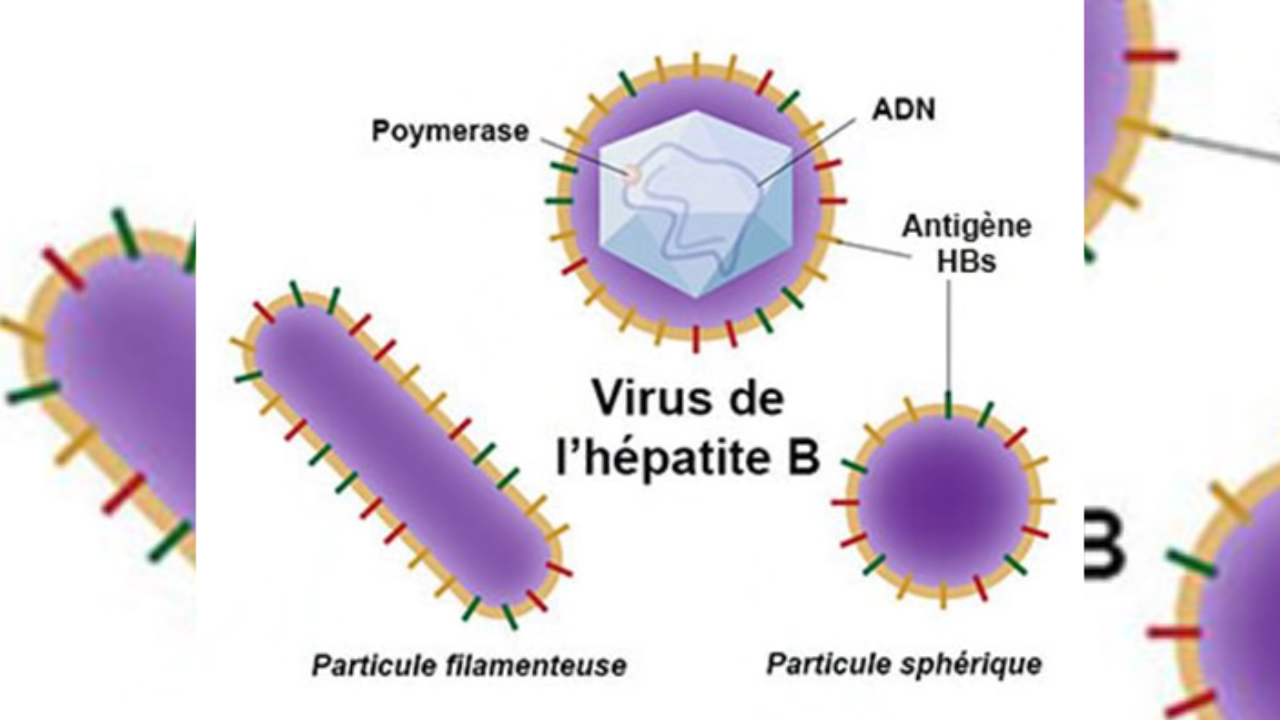 Poymerase
ADN
Antigène
HBs
Virus de
l'hépatite B
Particule filamenteuse
Particule sphérique
B